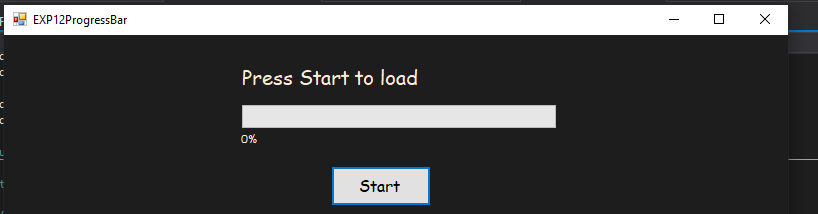 EXP12ProgressBar
Press Start to load
0%
Start